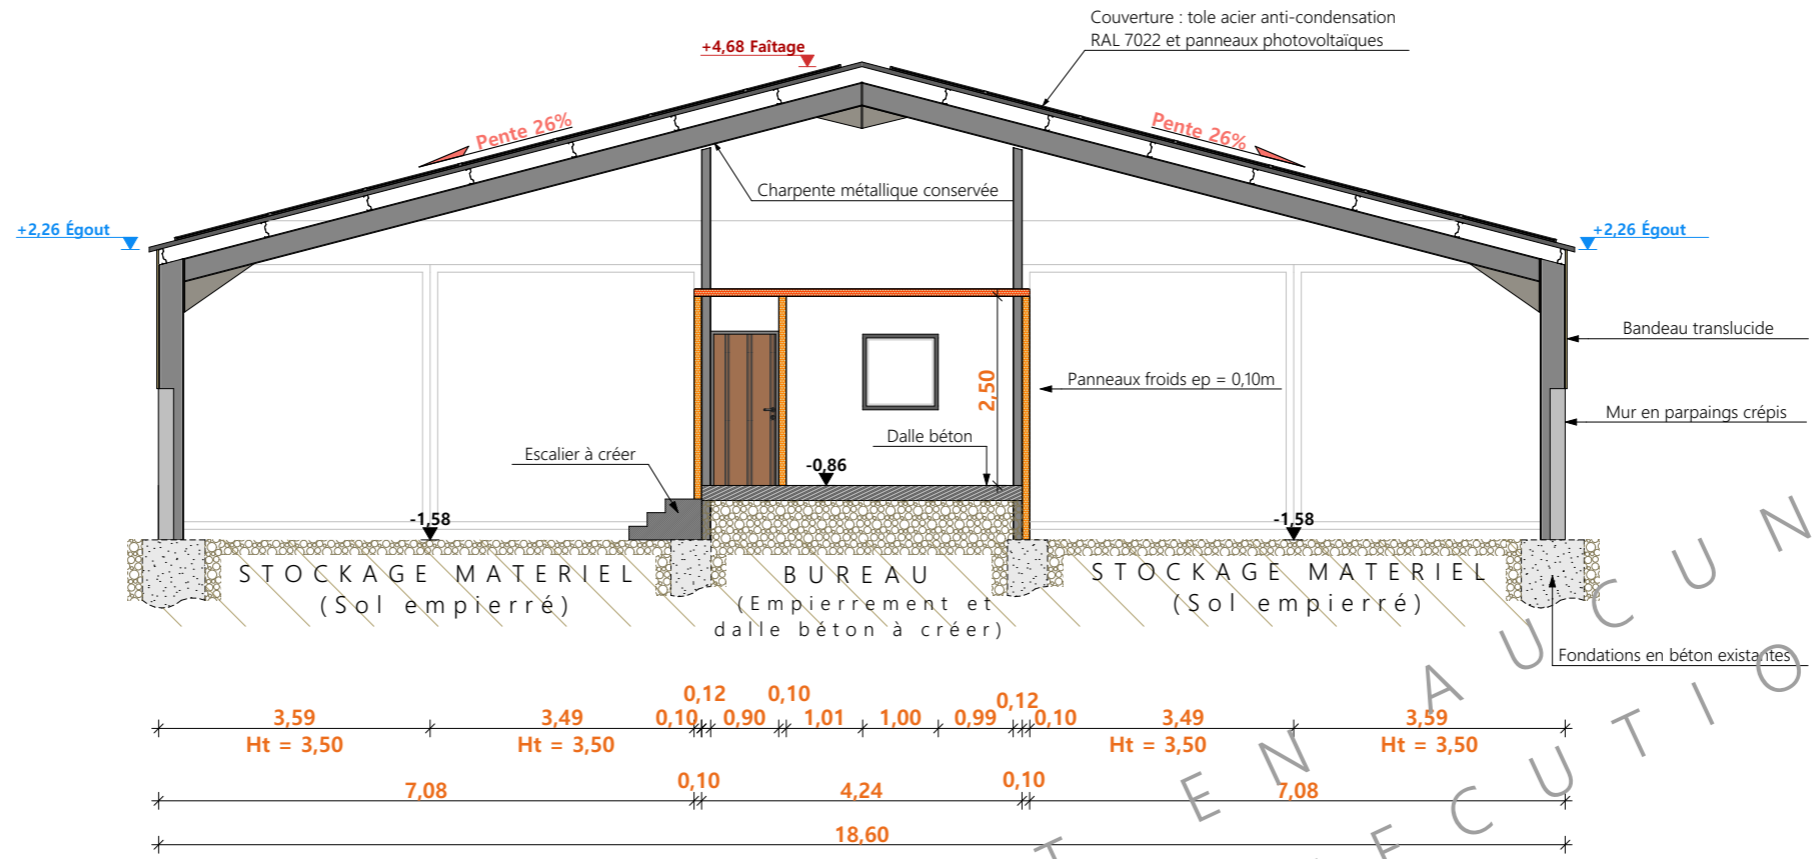 Couverture : tole acier anti-condensation
RAL 7022 et panneaux photovoltaïques
+4,68 Faîtage
Pente 26%
Pente 26%
Charpente métallique conservée
+2,26 Égout
+2,26 Égout
Bandeau translucide
Panneaux froids ep = 0,10m
2,50
Mur en parpaings crépis
Dalle béton
Escalier à créer
-0,86
-1,58
-1,58
STOCKAGE MATERIEL
(Sol empierré)
BUREAU
(Empierrement et
dalle béton à créer)
STOCKAGE MATERIEL
(Sol empierré)
Fondations en béton existantes
0,12 0,10 0,12
3,59 3,49 0,10 0,90 1,01 1,00 0,99 0,10 3,49 3,59
Ht = 3,50 Ht = 3,50 Ht = 3,50 Ht = 3,50
7,08 0,10 4,24 0,10 7,08
18,60
T EN AUCUN
ECUTIO